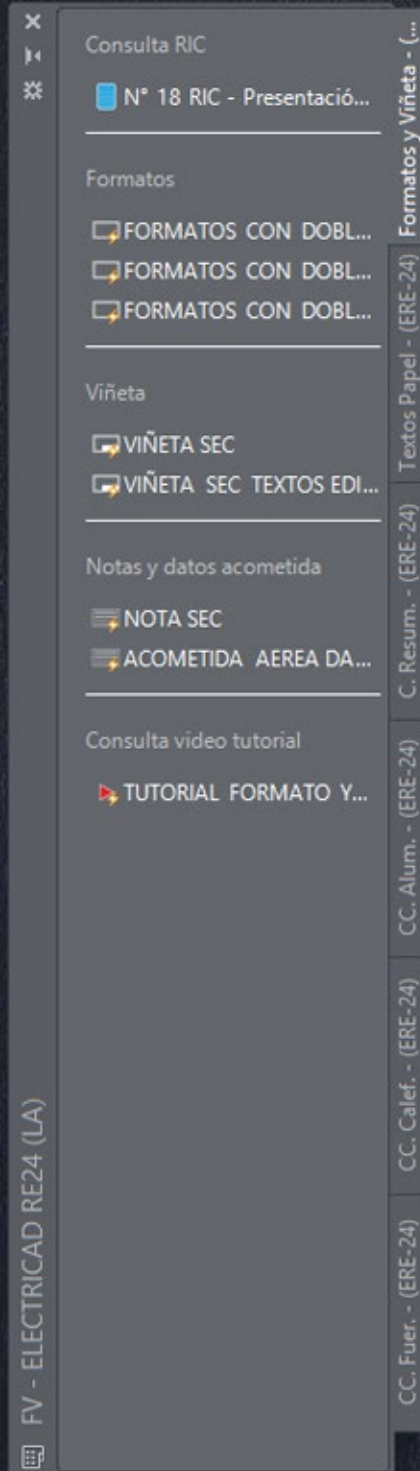 Consulta RIC
N° 18 RIC - Presentació...
Formatos
FORMATOS CON DOBL...
FORMATOS CON DOBL...
FORMATOS CON DOBL...
Viñeta
VIÑETA SEC
VIÑETA SEC TEXTOS EDI...
Notas y datos acometida
NOTA SEC
ACOMETIDA AEREA DA...
Consulta video tutorial
TUTORIAL FORMATO Y...
FV - ELECTRICAD RE24 (LA)
Formatos y Viñeta - (...
Textos Papel - (ERE-24)
C. Resum. - (ERE-24)
CC. Alum. - (ERE-24)
CC. Calef. - (ERE-24)
CC. Fuer. - (ERE-24)